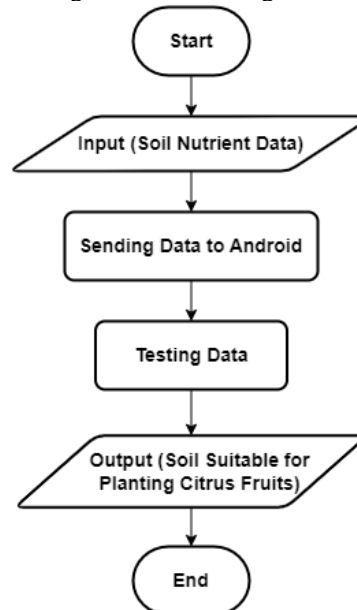 Start
Input (Soil Nutrient Data)
Sending Data to Android
Testing Data
Output (Soil Suitable for
Planting Citrus Fruits)
End